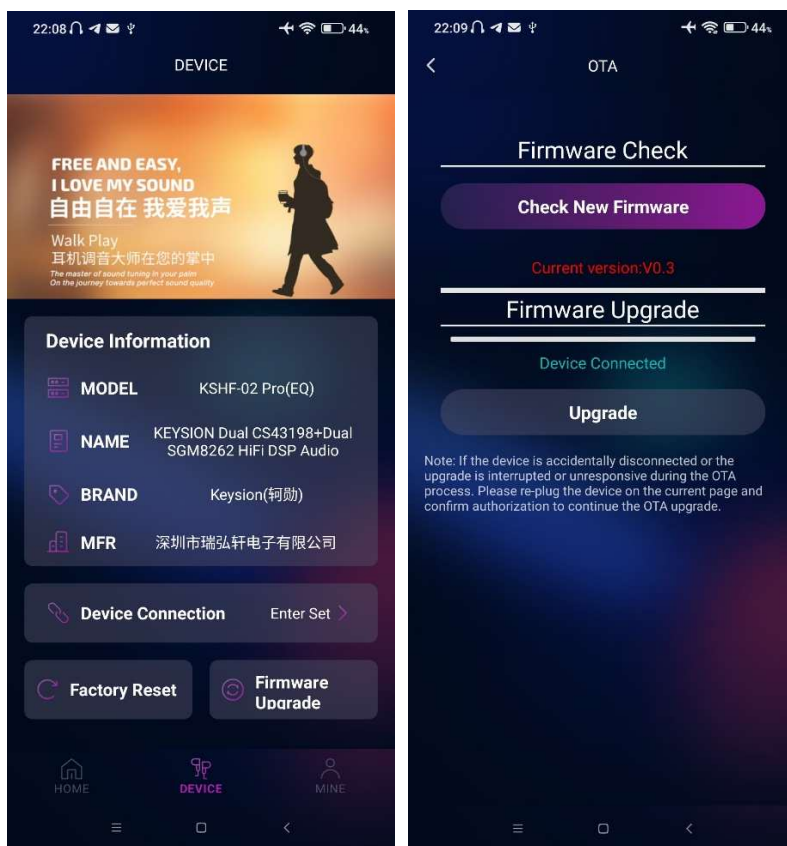 22:08
44%
DEVICE
FREE AND EASY,
I LOVE MY SOUND
自由自在 我爱我声
Walk Play
耳机调音大师在您的掌中
The master of sound tuning in your palm
On the journey towards perfect sound quality
Device Information
MODEL KSHF-02 Pro(EQ)
NAME KEYSION Dual CS43198+Dual
SGM8262 HiFi DSP Audio
BRAND Keysion(轲勋)
MFR 深圳市瑞弘轩电子有限公司
Device Connection Enter Set
Factory Reset
Firmware
Upgrade
HOME
DEVICE
MINE
22:09
44%
OTA
Firmware Check
Check New Firmware
Current version:V0.3
Firmware Upgrade
Device Connected
Upgrade
Note: If the device is accidentally disconnected or the
upgrade is interrupted or unresponsive during the OTA
process. Please re-plug the device on the current page and
confirm authorization to continue the OTA upgrade.